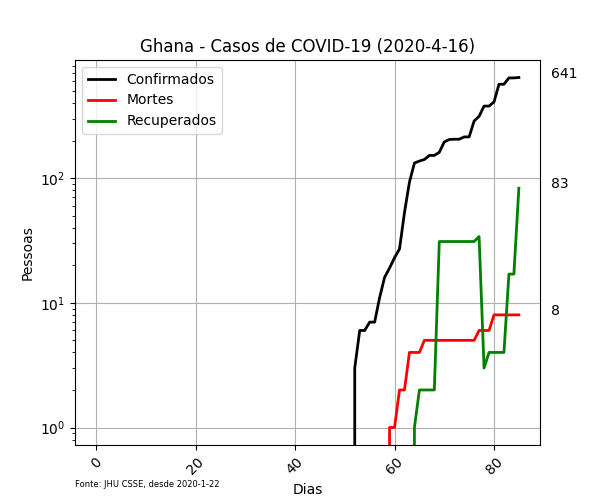 Ghana - Casos de COVID-19 (2020-4-16)
Confirmados
Mortes
Recuperados
641
83
8
10²
10¹
10⁰
Pessoas
0 20 40 60 80
Fonte: JHU CSSE, desde 2020-1-22
Dias